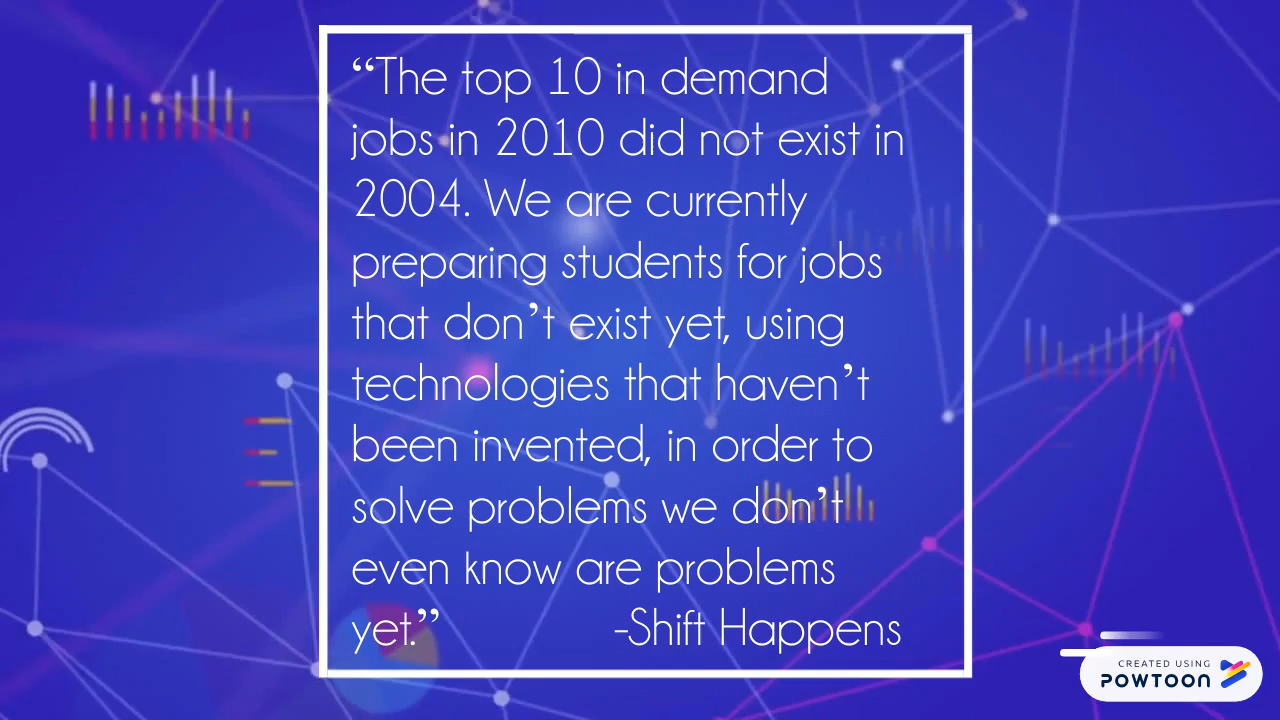 “The top 10 in demand
jobs in 2010 did not exist in
2004. We are currently
preparing students for jobs
that don’t exist yet, using
technologies that haven’t
been invented, in order to
solve problems we don’t
even know are problems
yet.” -Shift Happens
CREATED USING
POWTOON